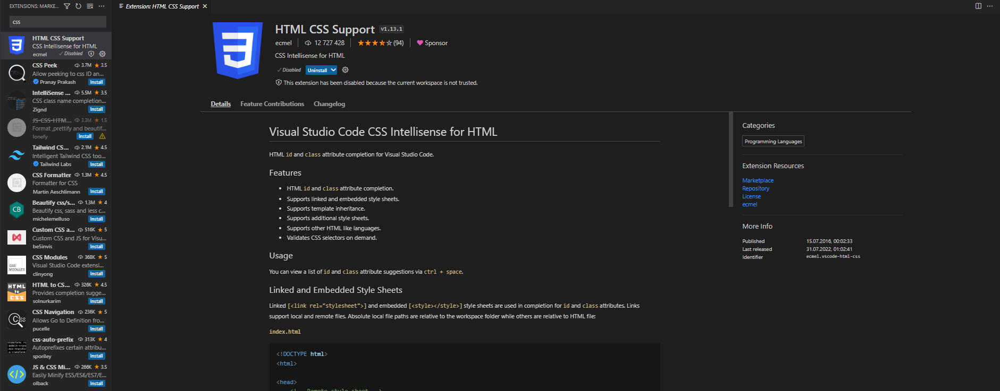 EXTENSIONS: MARKE...
css
HTML CSS Support
CSS Intellisense for HTML
ecmel Disabled
CSS Peek 3.7M 3.5
Allow peeking to css ID an...
Pranay Prakash Install
IntelliSense ... 5.5M 3.5
CSS class name completion...
Zignd Install
JS-CSS-HTM... 3.3M 1.5
Format ,prettify and beautif...
lonefy Install
Tailwind CS... 2.1M 4.5
Intelligent Tailwind CSS too...
Tailwind Labs Install
CSS Formatter 1.3M 4.5
Formatter for CSS
Martin Aeschlimann Install
CB
Beautify css/s... 1.3M 4
Beautify css, sass and less c...
michelemelluso Install
Custom CSS a... 516K 5
Custom CSS and JS for Visu...
be5invis Install
CSS
MODULES
CSS Modules 368K 5
Visual Studio Code extensi...
clinyong Install
HTML
to
CSS
HTML to CS... 326K 4.5
Provides completion sugge...
solnurkarim Install
CSS Navigation 236K 5
Allows Go to Definition fro...
pucelle Install
css-auto-prefix 313K 4
Autoprefixes certain attribu...
sporiley Install
</>
JS & CSS Mi... 266K 3.5
Easily Minify ES5/ES6/ES7/E...
olback Install
Extension: HTML CSS Support
HTML CSS Support v1.13.1
ecmel 12 727 428 (94) Sponsor
CSS Intellisense for HTML
Disabled Uninstall
This extension has been disabled because the current workspace is not trusted.
Details Feature Contributions Changelog
Visual Studio Code CSS Intellisense for HTML
HTML id and class attribute completion for Visual Studio Code.
Features
• HTML id and class attribute completion.
• Supports linked and embedded style sheets.
• Supports template inheritance.
• Supports additional style sheets.
• Supports other HTML like languages.
• Validates CSS selectors on demand.
Usage
You can view a list of id and class attribute suggestions via ctrl + space.
Linked and Embedded Style Sheets
Linked [<link rel="stylesheet">] and embedded [<style></style>] style sheets are used in completion for id and class attributes. Links
support local and remote files. Absolute local file paths are relative to the workspace folder while others are relative to HTML file:
index.html
<!DOCTYPE html>
<html>
<head>
<!-- Remote style sheet -->
Categories
Programming Languages
Extension Resources
Marketplace
Repository
License
ecmel
More Info
Published 15.07.2016, 00:02:33
Last released 31.07.2022, 01:02:41
Identifier ecmel.vscode-html-css